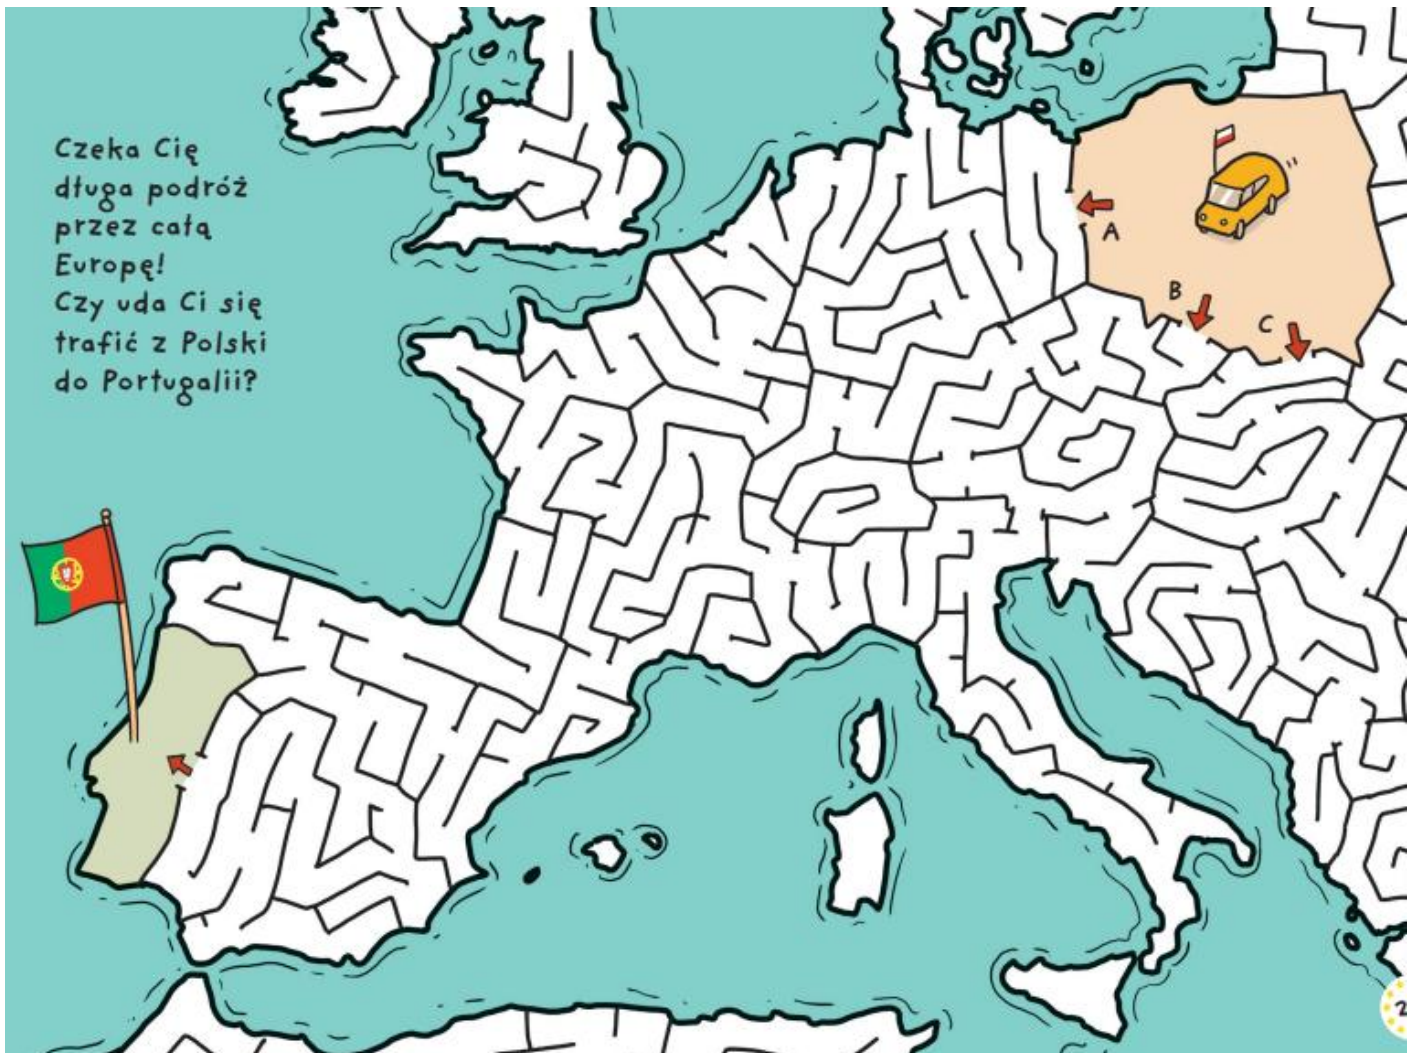 Czeka Cię
długa podróż
przez całą
Europę!
Czy uda Ci się
trafić z Polski
do Portugalii?
A
B
C